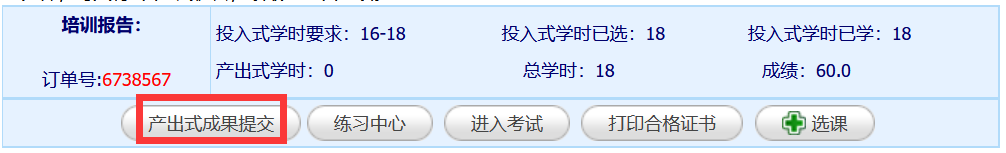 培训报告：
投入式学时要求：16-18 投入式学时已选：18 投入式学时已学：18
订单号:6738567 产出式学时：0 总学时：18 成绩：60.0
产出式成果提交 练习中心 进入考试 打印合格证书 选课